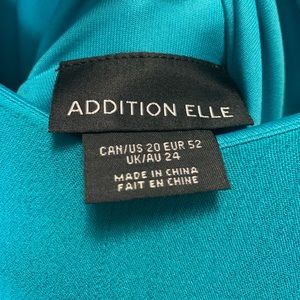 ADDITION ELLE
CAN/US 20 EUR 52
UK/AU 24
MADE IN CHINA
FAIT EN CHINE